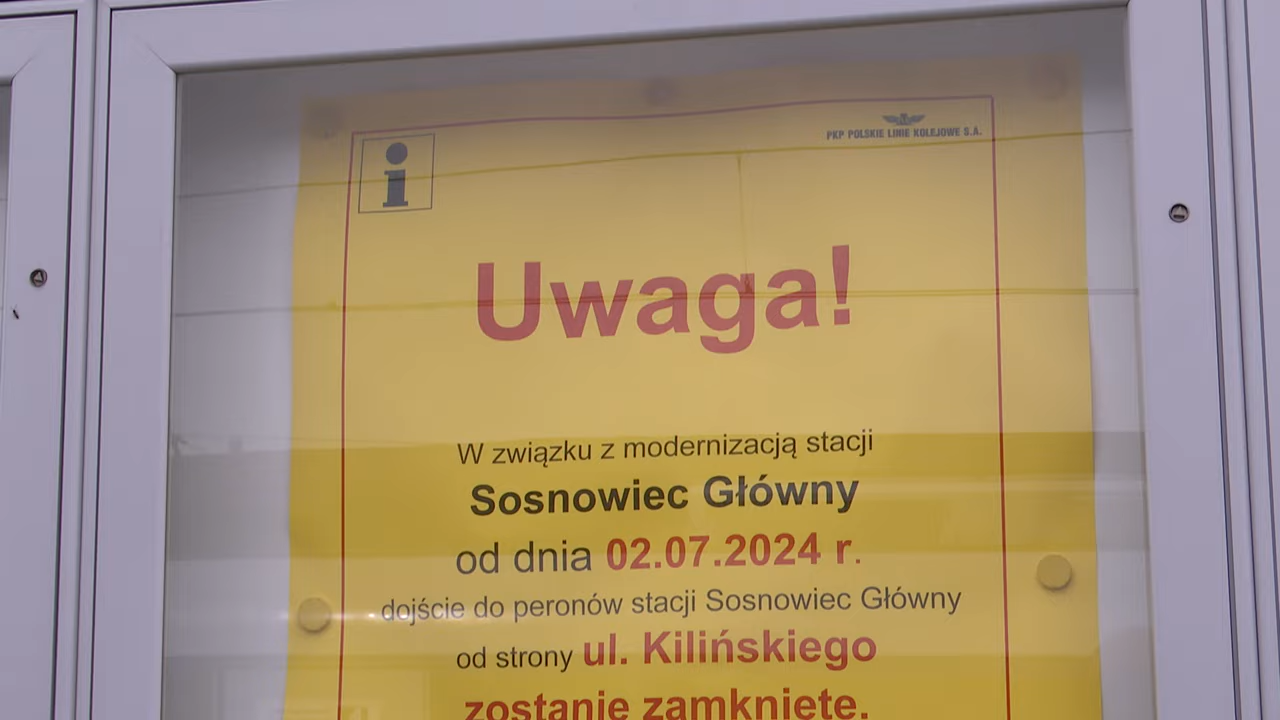 PKP POLSKIE LINIE KOLEJOWE S.A.
i
Uwaga!
W związku z modernizacją stacji
Sosnowiec Główny
od dnia 02.07.2024 r.
dojście do peronów stacji Sosnowiec Główny
od strony ul. Kilińskiego
zostanie zamknięte.